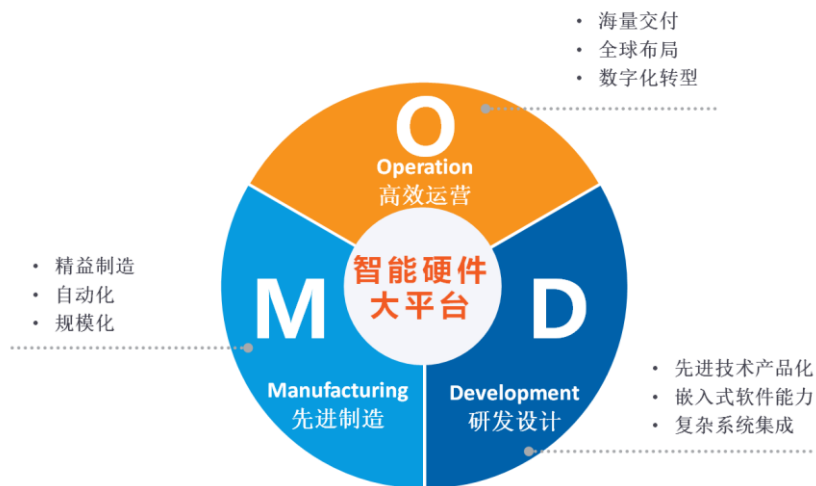 • 海量交付
• 全球布局
• 数字化转型
O
Operation
高效运营
智能硬件
大平台
• 精益制造
• 自动化
• 规模化
M
Manufacturing
先进制造
D
Development
研发设计
• 先进技术产品化
• 嵌入式软件能力
• 复杂系统集成